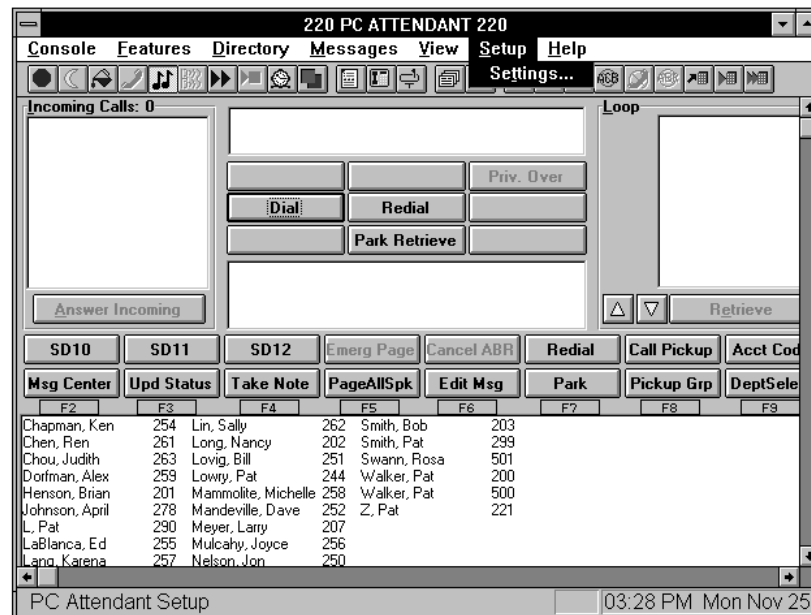 220 PC ATTENDANT 220
Console Features Directory Messages View Setup Help
Settings...
ACB ACB
Incoming Calls: 0
Loop
Priv. Over
Dial Redial
Park Retrieve
Answer Incoming
Retrieve
SD10 SD11 SD12 Emerg Page Cancel ABR Redial Call Pickup Acct Cod
Msg Center Upd Status Take Note PageAllSpk Edit Msg Park Pickup Grp DeptSele
F2 F3 F4 F5 F6 F7 F8 F9
Chapman, Ken 254 Lin, Sally 262 Smith, Bob 203
Chen, Ren 261 Long, Nancy 202 Smith, Pat 299
Chou, Judith 263 Lovig, Bill 251 Swann, Rosa 501
Dorfman, Alex 259 Lowry, Pat 244 Walker, Pat 200
Henson, Brian 201 Mammolite, Michelle 258 Walker, Pat 500
Johnson, April 278 Mandeville, Dave 252 Z, Pat 221
L, Pat 290 Meyer, Larry 207
LaBlanca, Ed 255 Mulcahy, Joyce 256
Lang, Karena 257 Nelson, Jon 250
PC Attendant Setup 03:28 PM Mon Nov 25